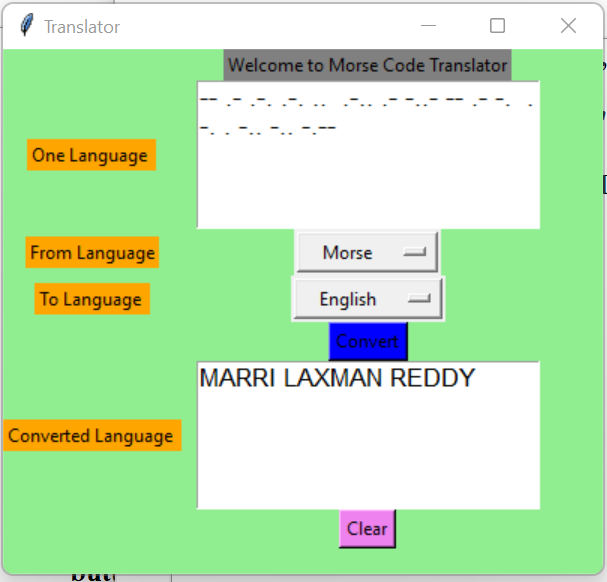 Translator
Welcome to Morse Code Translator
One Language
-- .- .-. .-. ..  .-.. .- -..- -- .- -.  .
-. . -.. -.. -.--
From Language
Morse
To Language
English
Convert
Converted Language
MARRI LAXMAN REDDY
Clear